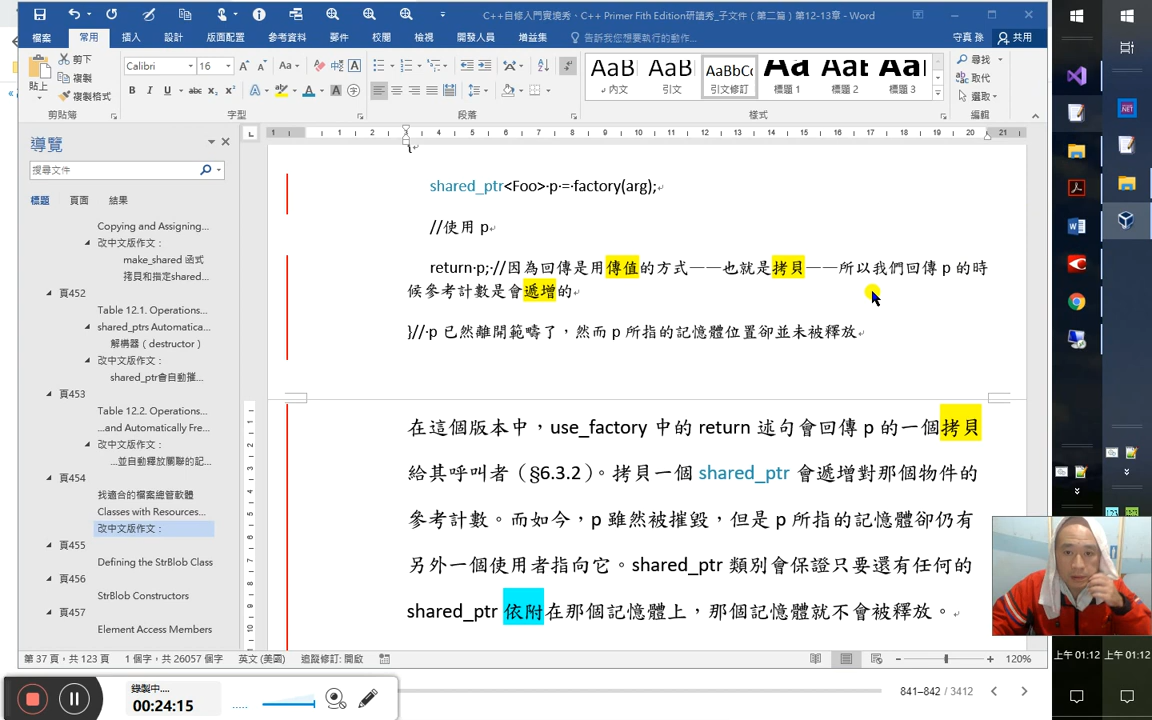 C++自修入門實境秀、C++ Primer Fifth Edition研讀秀_子文件（第二篇）第12-13章 - Word
檔案 常用 插入 設計 版面配置 參考資料 郵件 校閱 檢視 開發人員 增益集 告訴我您想要執行的動作... 守真 孫 共用
貼上 剪下 複製 複製格式
Calibri 16
AaBb 內文 AaBb 引文 AaBbCc 引文修訂 標題 1 標題 2 標題 3
尋找 取代 選取
剪貼簿 字型 段落 樣式 編輯
導覽
搜尋文件
標題 頁面 結果
Copying and Assigning...
改中文版作文：
make_shared 函式
拷貝和指定shared...
頁452
Table 12.1. Operations...
shared_ptrs Automatica...
解構器（destructor）
改中文版作文：
shared_ptr會自動摧...
頁453
Table 12.2. Operations...
...and Automatically Fre...
改中文版作文：
...並自動釋放關聯的記...
頁454
找適合的檔案總管軟體
Classes with Resources...
改中文版作文：
頁455
Defining the StrBlob Class
頁456
StrBlob Constructors
頁457
Element Access Members
}
shared_ptr<Foo> p = factory(arg);
//使用 p
return p; //因為回傳是用傳值的方式——也就是拷貝——所以我們回傳 p 的時
候參考計數是會遞增的
}// p 已然離開範疇了，然而 p 所指的記憶體位置卻並未被釋放
在這個版本中，use_factory 中的 return 述句會回傳 p 的一個拷貝
給其呼叫者（§6.3.2）。拷貝一個 shared_ptr 會遞增對那個物件的
參考計數。而如今，p 雖然被摧毀，但是 p 所指的記憶體卻仍有
另外一個使用者指向它。shared_ptr 類別會保證只要還有任何的
shared_ptr 依附在那個記憶體上，那個記憶體就不會被釋放。
第 37 頁，共 123 頁 1 個字，共 26057 個字 英文 (美國) 追蹤修訂: 開啟 120%
錄製中....
00:24:15
841–842 / 3412
上午 01:12 上午 01:12